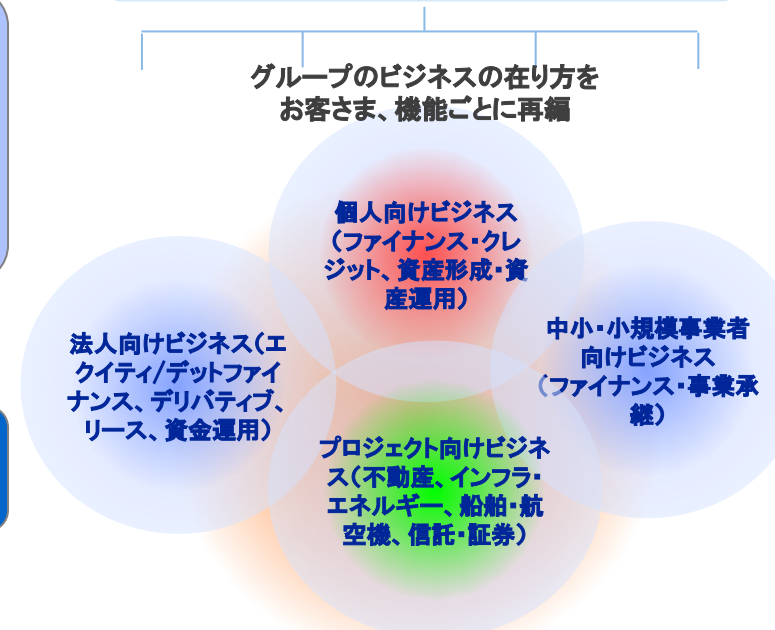 グループのビジネスの在り方を
お客さま、機能ごとに再編
個人向けビジネス
（ファイナンス・クレ
ジット、資産形成・資
産運用）
法人向けビジネス（エ
クイティ/デットファイ
ナンス、デリバティブ、
リース、資金運用）
中小・小規模事業者
向けビジネス
（ファイナンス・事業承
継）
プロジェクト向けビジネ
ス（不動産、インフラ・
エネルギー、船舶・航
空機、信託・証券）